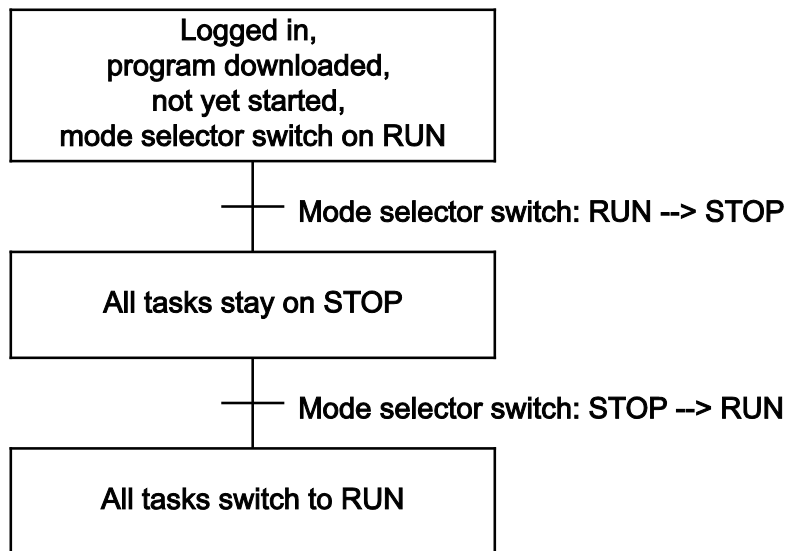 Logged in,
program downloaded,
not yet started,
mode selector switch on RUN
Mode selector switch: RUN --> STOP
All tasks stay on STOP
Mode selector switch: STOP --> RUN
All tasks switch to RUN